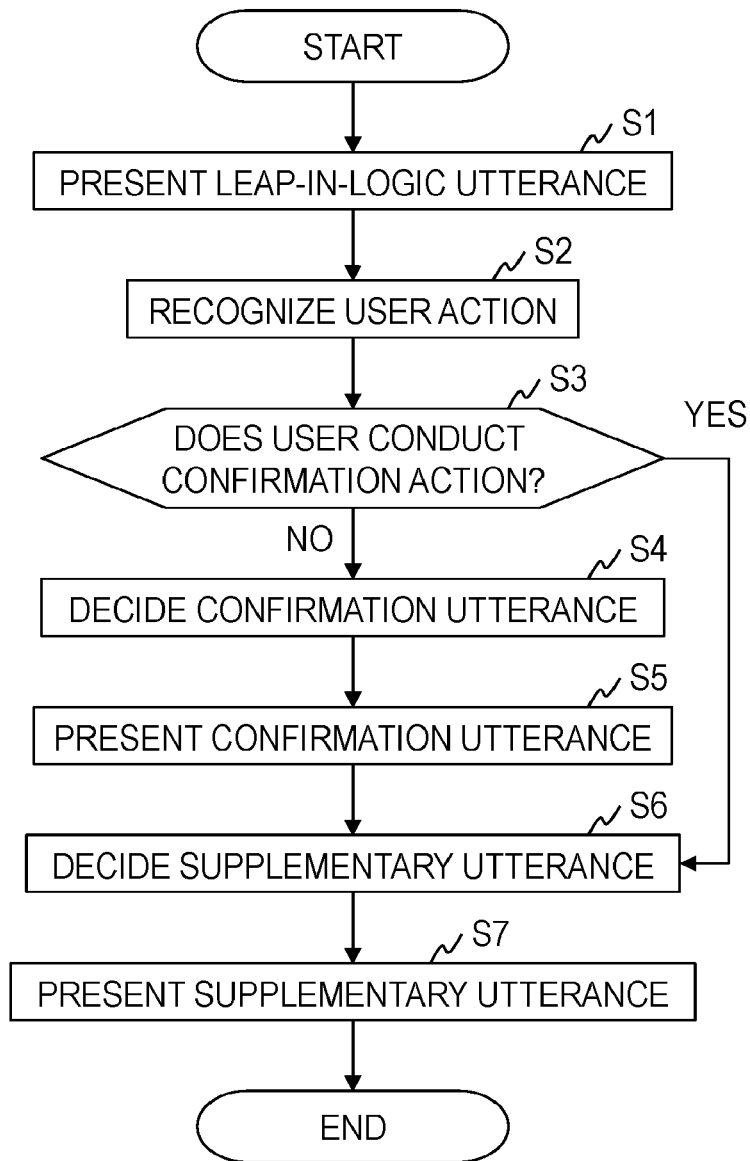 START
S1
PRESENT LEAP-IN-LOGIC UTTERANCE
S2
RECOGNIZE USER ACTION
S3
DOES USER CONDUCT
CONFIRMATION ACTION?
YES
NO
S4
DECIDE CONFIRMATION UTTERANCE
S5
PRESENT CONFIRMATION UTTERANCE
S6
DECIDE SUPPLEMENTARY UTTERANCE
S7
PRESENT SUPPLEMENTARY UTTERANCE
END